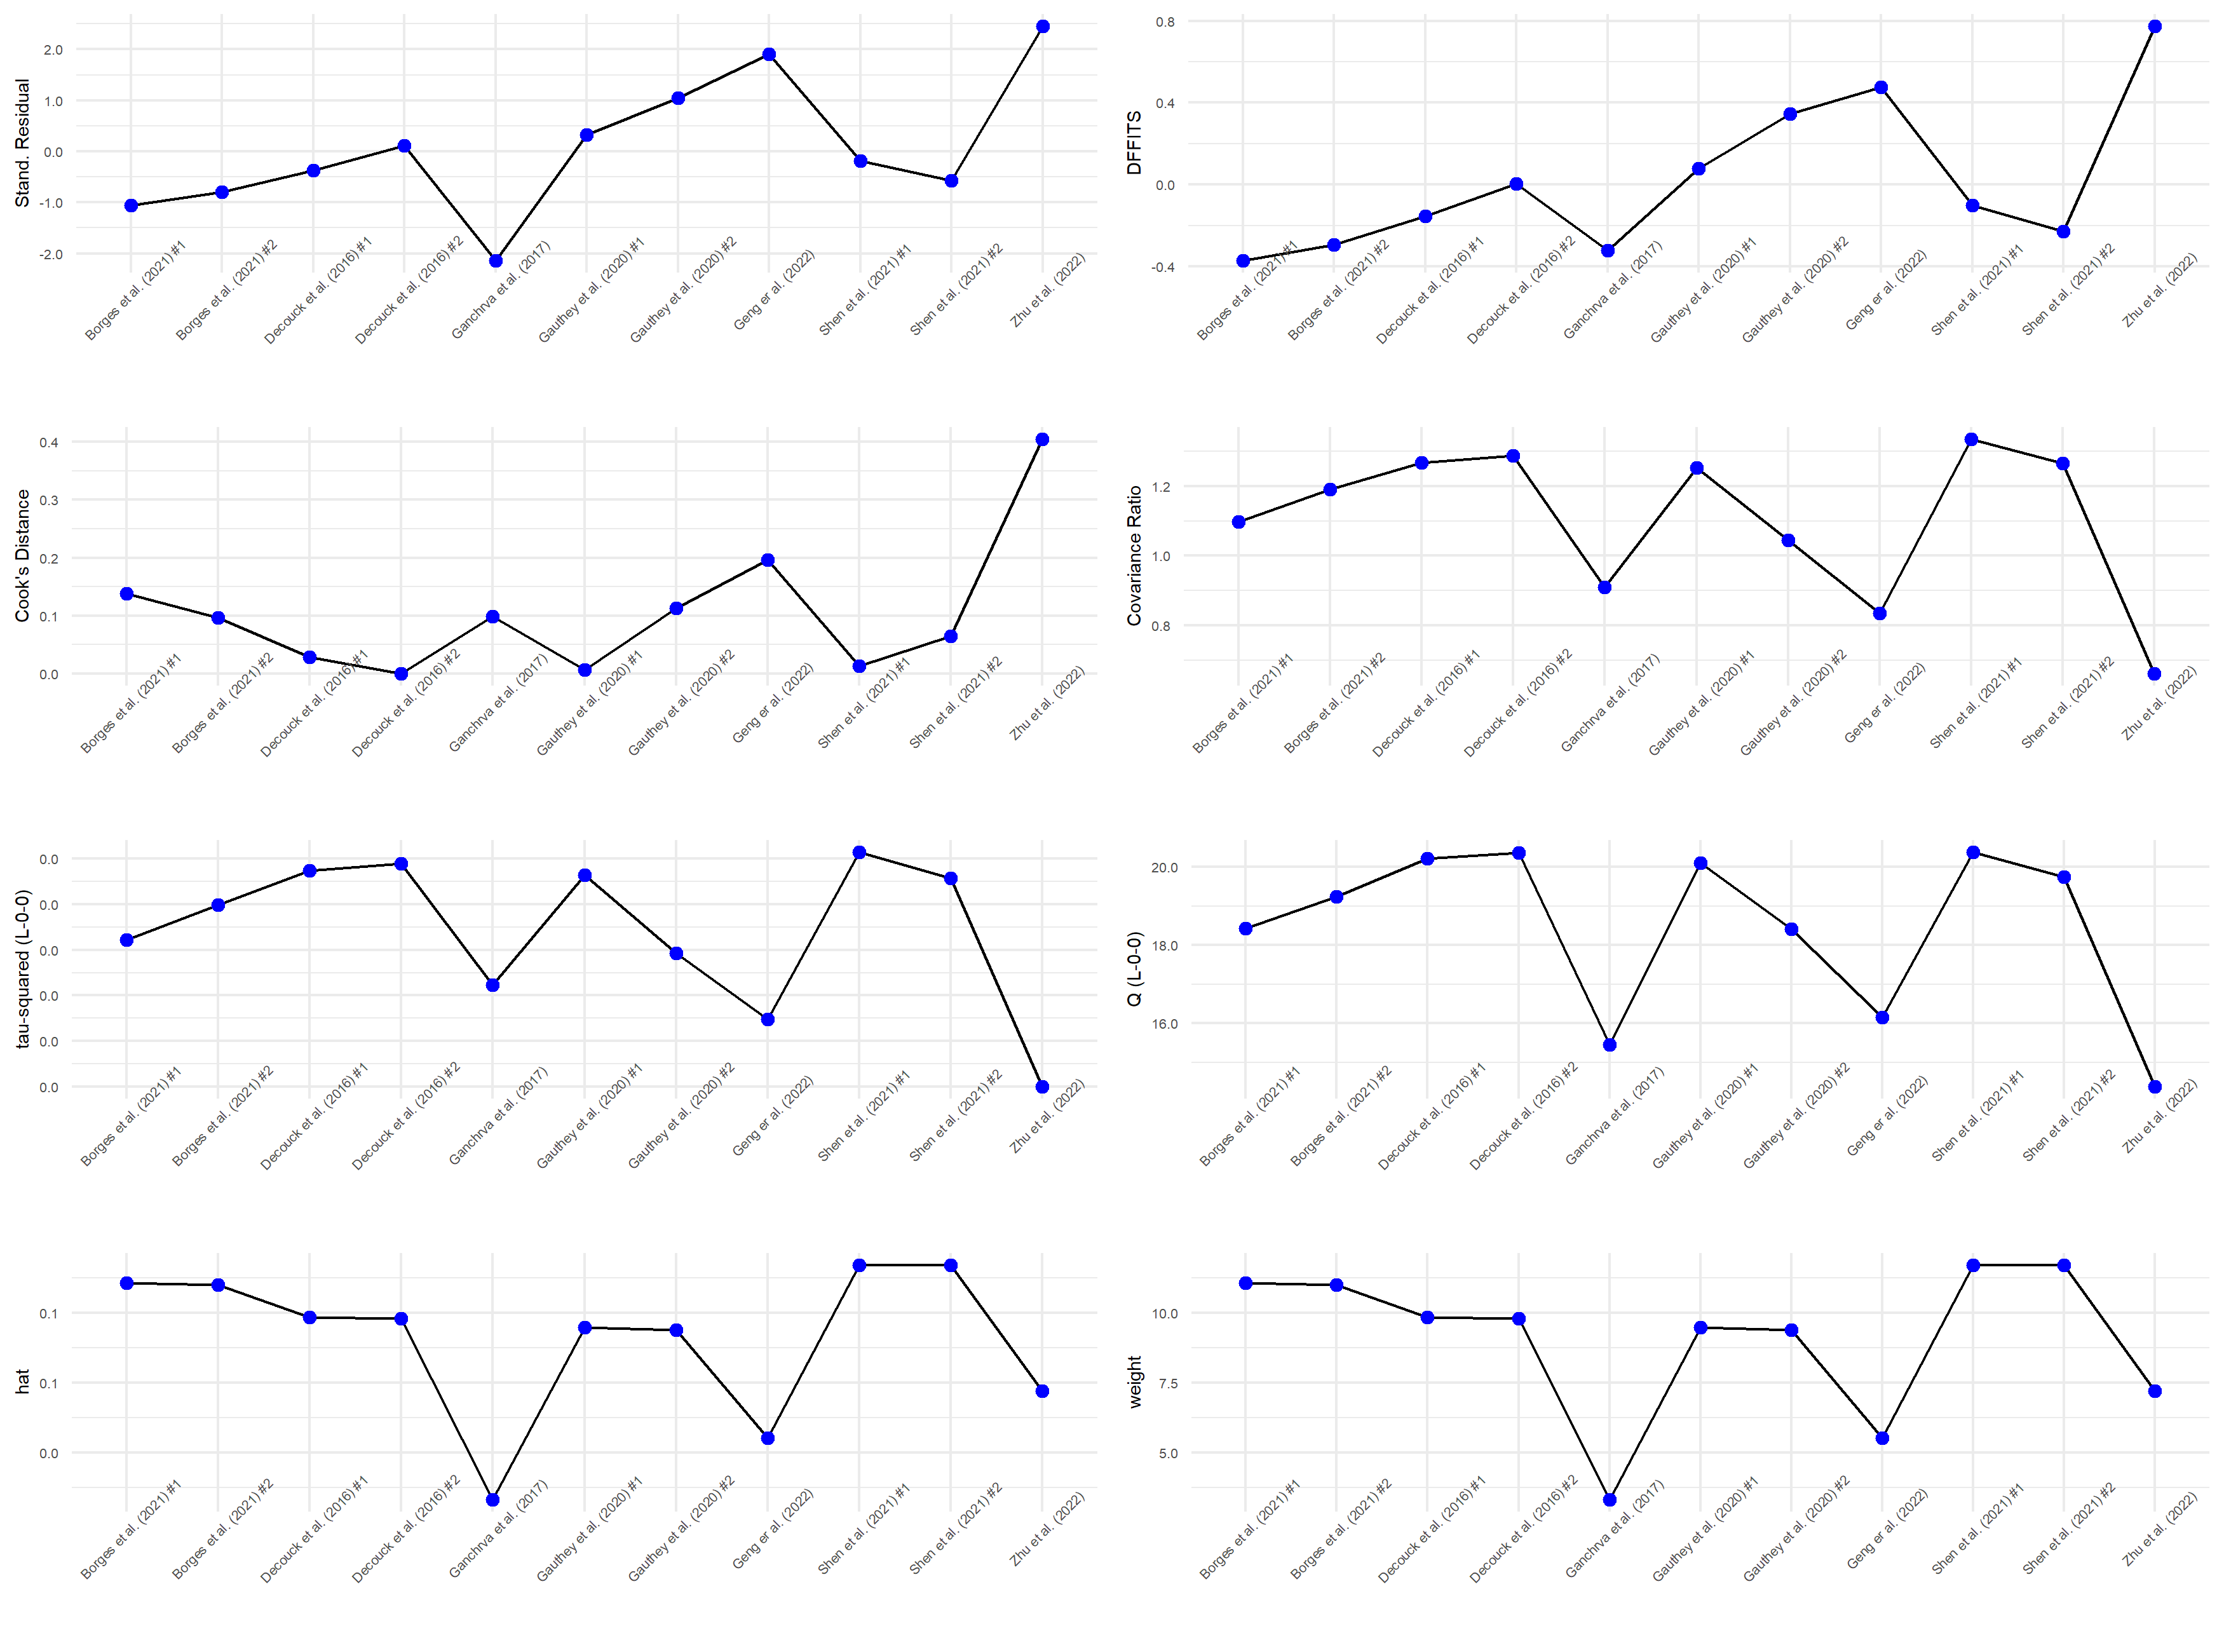 Stand. Residual
2.0
1.0
0.0
-1.0
-2.0
Borges et al. (2021) #1
Borges et al. (2021) #2
Decouck et al. (2016) #1
Decouck et al. (2016) #2
Ganchrva et al. (2017)
Gauthey et al. (2020) #1
Gauthey et al. (2020) #2
Geng er al. (2022)
Shen et al. (2021) #1
Shen et al. (2021) #2
Zhu et al. (2022)
DFFITS
0.8
0.4
0.0
-0.4
Borges et al. (2021) #1
Borges et al. (2021) #2
Decouck et al. (2016) #1
Decouck et al. (2016) #2
Ganchrva et al. (2017)
Gauthey et al. (2020) #1
Gauthey et al. (2020) #2
Geng er al. (2022)
Shen et al. (2021) #1
Shen et al. (2021) #2
Zhu et al. (2022)
Cook's Distance
0.4
0.3
0.2
0.1
0.0
Borges et al. (2021) #1
Borges et al. (2021) #2
Decouck et al. (2016) #1
Decouck et al. (2016) #2
Ganchrva et al. (2017)
Gauthey et al. (2020) #1
Gauthey et al. (2020) #2
Geng er al. (2022)
Shen et al. (2021) #1
Shen et al. (2021) #2
Zhu et al. (2022)
Covariance Ratio
1.2
1.0
0.8
Borges et al. (2021) #1
Borges et al. (2021) #2
Decouck et al. (2016) #1
Decouck et al. (2016) #2
Ganchrva et al. (2017)
Gauthey et al. (2020) #1
Gauthey et al. (2020) #2
Geng er al. (2022)
Shen et al. (2021) #1
Shen et al. (2021) #2
Zhu et al. (2022)
tau-squared (L-0-0)
0.0
0.0
0.0
0.0
0.0
0.0
Borges et al. (2021) #1
Borges et al. (2021) #2
Decouck et al. (2016) #1
Decouck et al. (2016) #2
Ganchrva et al. (2017)
Gauthey et al. (2020) #1
Gauthey et al. (2020) #2
Geng er al. (2022)
Shen et al. (2021) #1
Shen et al. (2021) #2
Zhu et al. (2022)
Q (L-0-0)
20.0
18.0
16.0
Borges et al. (2021) #1
Borges et al. (2021) #2
Decouck et al. (2016) #1
Decouck et al. (2016) #2
Ganchrva et al. (2017)
Gauthey et al. (2020) #1
Gauthey et al. (2020) #2
Geng er al. (2022)
Shen et al. (2021) #1
Shen et al. (2021) #2
Zhu et al. (2022)
hat
0.1
0.1
0.0
Borges et al. (2021) #1
Borges et al. (2021) #2
Decouck et al. (2016) #1
Decouck et al. (2016) #2
Ganchrva et al. (2017)
Gauthey et al. (2020) #1
Gauthey et al. (2020) #2
Geng er al. (2022)
Shen et al. (2021) #1
Shen et al. (2021) #2
Zhu et al. (2022)
weight
10.0
7.5
5.0
Borges et al. (2021) #1
Borges et al. (2021) #2
Decouck et al. (2016) #1
Decouck et al. (2016) #2
Ganchrva et al. (2017)
Gauthey et al. (2020) #1
Gauthey et al. (2020) #2
Geng er al. (2022)
Shen et al. (2021) #1
Shen et al. (2021) #2
Zhu et al. (2022)